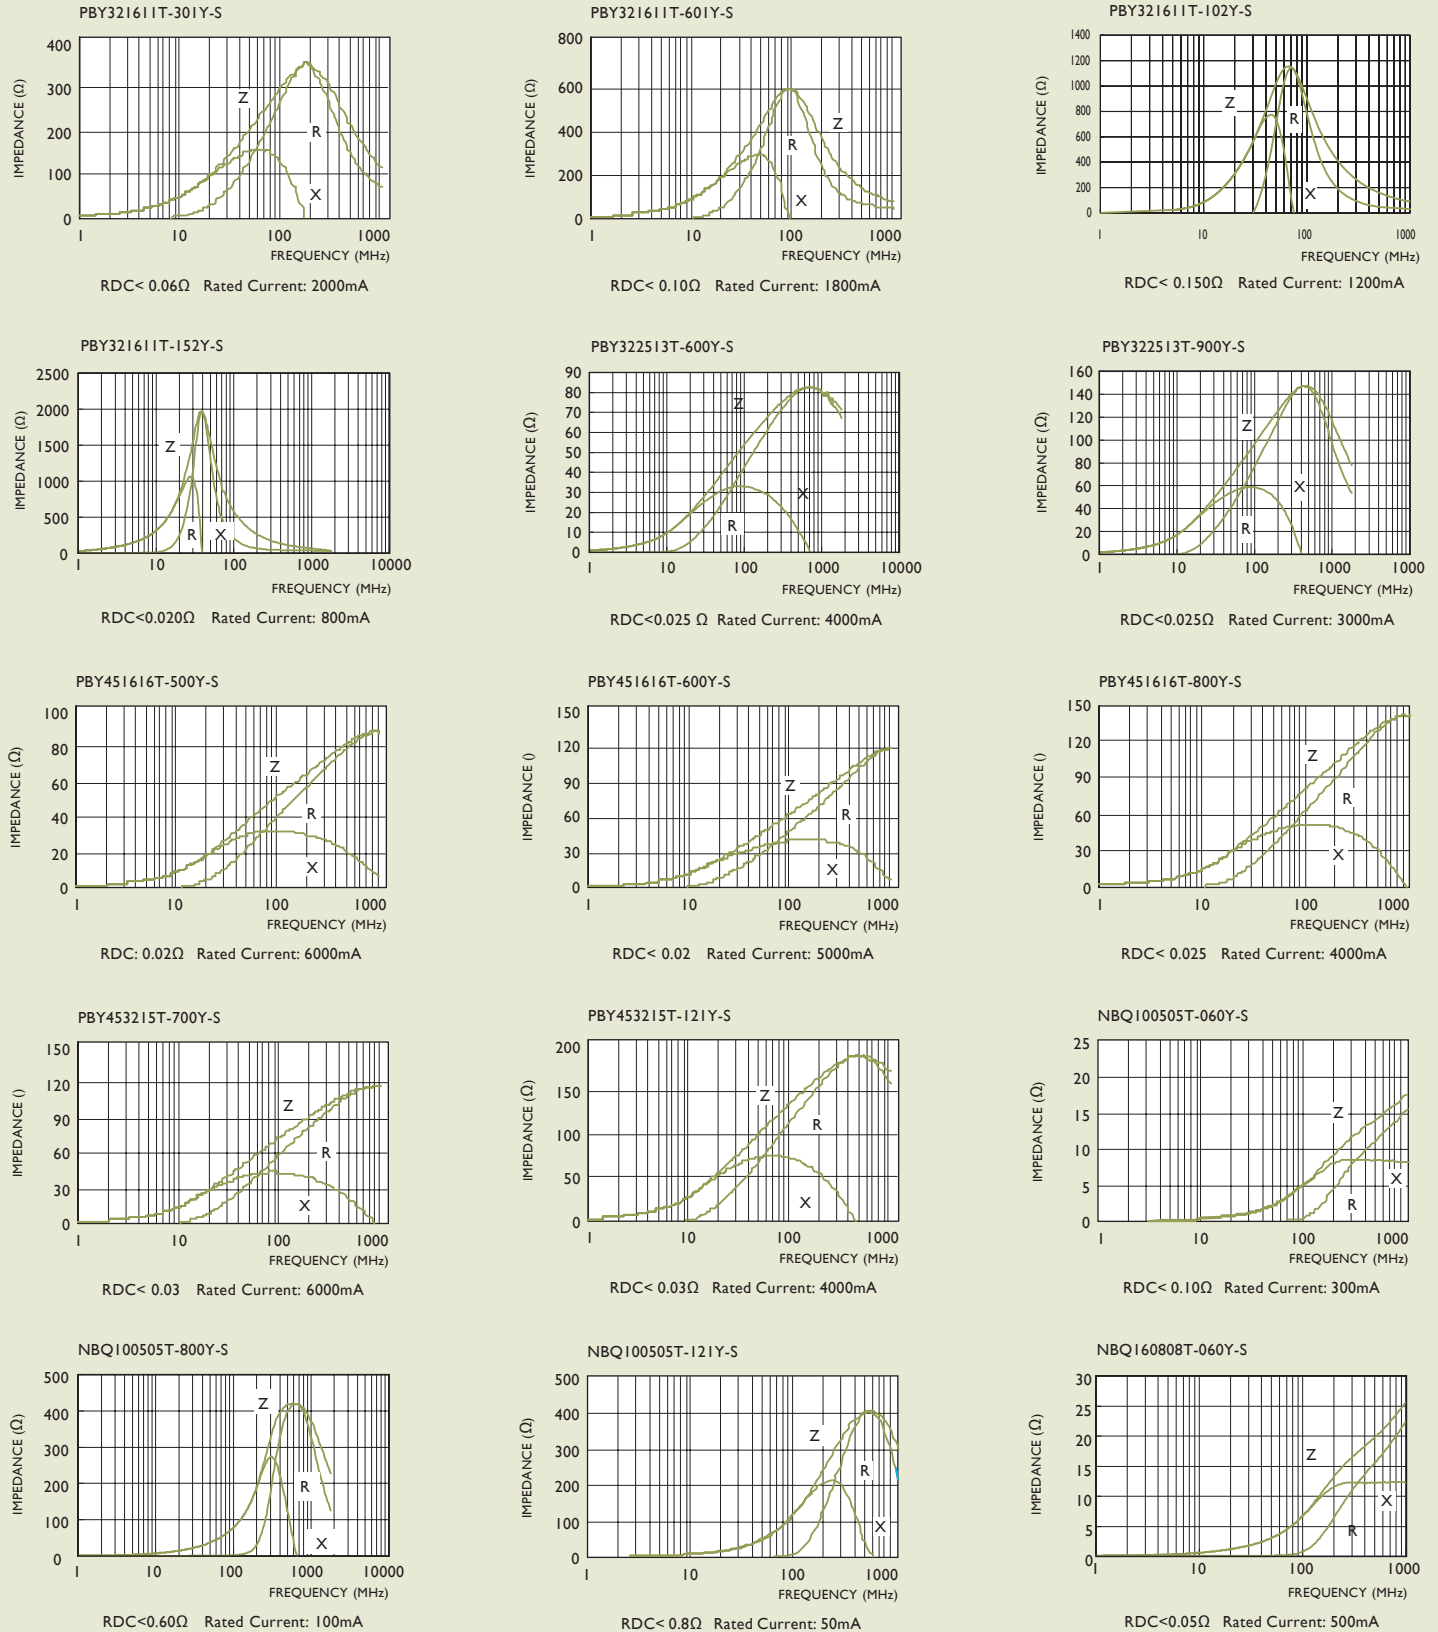 PBY321611T-301Y-S
PBY321611T-601Y-S
PBY321611T-102Y-S
IMPEDANCE (Ω)
400
300
200
100
0
Z
R
X
1 10 100 1000
FREQUENCY (MHz)
RDC< 0.06Ω Rated Current: 2000mA
IMPEDANCE (Ω)
800
600
400
200
0
Z
R
X
1 10 100 1000
FREQUENCY (MHz)
RDC< 0.10Ω Rated Current: 1800mA
IMPEDANCE (Ω)
1400
1200
1000
800
600
400
200
0
Z
R
X
1 10 100 1000
FREQUENCY (MHz)
RDC< 0.150Ω Rated Current: 1200mA
PBY321611T-152Y-S
PBY322513T-600Y-S
PBY322513T-900Y-S
IMPEDANCE (Ω)
2500
2000
1500
1000
500
0
Z
R
X
1 10 100 1000 10000
FREQUENCY (MHz)
RDC<0.020Ω Rated Current: 800mA
IMPEDANCE (Ω)
90
80
70
60
50
40
30
20
10
0
Z
X
R
1 10 100 1000 10000
FREQUENCY (MHz)
RDC<0.025 Ω Rated Current: 4000mA
IMPEDANCE (Ω)
160
140
120
100
80
60
40
20
0
Z
X
R
1 10 100 1000 1000
FREQUENCY (MHz)
RDC<0.025Ω Rated Current: 3000mA
PBY451616T-500Y-S
PBY451616T-600Y-S
PBY451616T-800Y-S
IMPEDANCE (Ω)
100
80
60
40
20
0
Z
R
X
1 10 100 1000
FREQUENCY (MHz)
RDC: 0.02Ω Rated Current: 6000mA
IMPEDANCE ()
150
120
90
60
30
0
Z
R
X
1 10 100 1000
FREQUENCY (MHz)
RDC< 0.02 Rated Current: 5000mA
IMPEDANCE ()
150
120
90
60
30
0
Z
R
X
1 10 100 1000
FREQUENCY (MHz)
RDC< 0.025 Rated Current: 4000mA
PBY453215T-700Y-S
PBY453215T-121Y-S
NBQ100505T-060Y-S
IMPEDANCE ()
150
120
90
60
30
0
Z
R
X
1 10 100 1000
FREQUENCY (MHz)
RDC< 0.03 Rated Current: 6000mA
IMPEDANCE (Ω)
200
150
100
50
0
Z
R
X
1 10 100 1000
FREQUENCY (MHz)
RDC< 0.03Ω Rated Current: 4000mA
IMPEDANCE (Ω)
25
20
15
10
5
0
Z
X
R
1 10 100 1000
FREQUENCY (MHz)
RDC< 0.10Ω Rated Current: 300mA
NBQ100505T-800Y-S
NBQ100505T-121Y-S
NBQ160808T-060Y-S
IMPEDANCE (Ω)
500
400
300
200
100
0
Z
R
X
1 10 100 1000 10000
FREQUENCY (MHz)
RDC<0.60Ω Rated Current: 100mA
IMPEDANCE (Ω)
500
400
300
200
100
0
Z
R
X
1 10 100 1000
FREQUENCY (MHz)
RDC< 0.8Ω Rated Current: 50mA
IMPEDANCE (Ω)
30
25
20
15
10
5
0
Z
X
R
1 10 100 1000
FREQUENCY (MHz)
RDC<0.05Ω Rated Current: 500mA